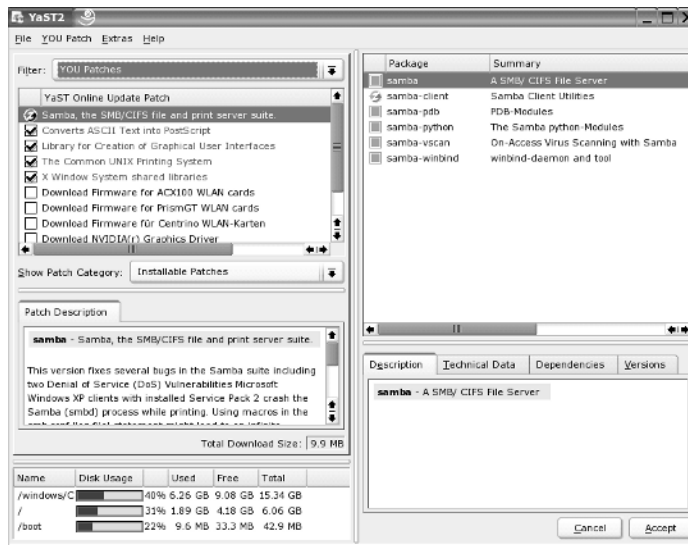 YaST2
File YOU Patch Extras Help
Filter: YOU Patches
YaST Online Update Patch
Samba, the SMB/CIFS file and print server suite.
Converts ASCII Text into PostScript
Library for Creation of Graphical User Interfaces
The Common UNIX Printing System
X Window System shared libraries
Download Firmware for ACX100 WLAN cards
Download Firmware for PrismGT WLAN cards
Download Firmware für Centrino WLAN-Karten
Download NVIDIA(r) Graphics Driver
Show Patch Category: Installable Patches
Patch Description
samba - Samba, the SMB/CIFS file and print server suite.
This version fixes several bugs in the Samba suite including
two Denial of Service (DoS) Vulnerabilities Microsoft
Windows XP clients with installed Service Pack 2 crash the
Samba (smbd) process while printing. Using macros in the
Total Download Size: 9.9 MB
Name Disk Usage Used Free Total
/windows/C 40% 6.26 GB 9.08 GB 15.34 GB
/ 31% 1.89 GB 4.18 GB 6.06 GB
/boot 22% 9.6 MB 33.3 MB 42.9 MB
Package Summary
samba A SMB/ CIFS File Server
samba-client Samba Client Utilities
samba-pdb PDB-Modules
samba-python The Samba python-Modules
samba-vscan On-Access Virus Scanning with Samba
samba-winbind winbind-daemon and tool
Description Technical Data Dependencies Versions
samba - A SMB/ CIFS File Server
Cancel Accept